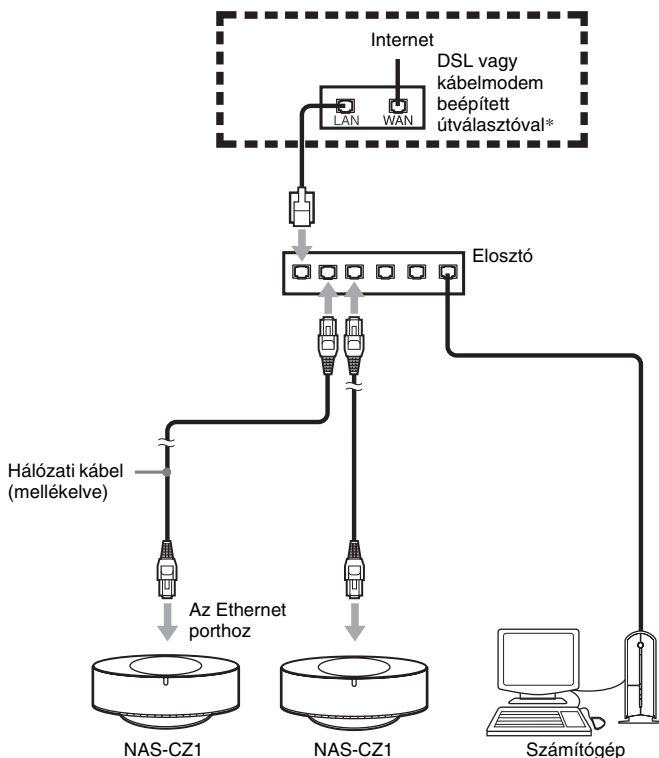 Internet
DSL vagy
kábelmodem
beépített
útválasztóval*
LAN
WAN
Elosztó
Hálózati kábel
(mellékelve)
Az Ethernet
porthoz
NAS-CZ1
NAS-CZ1
Számítógép